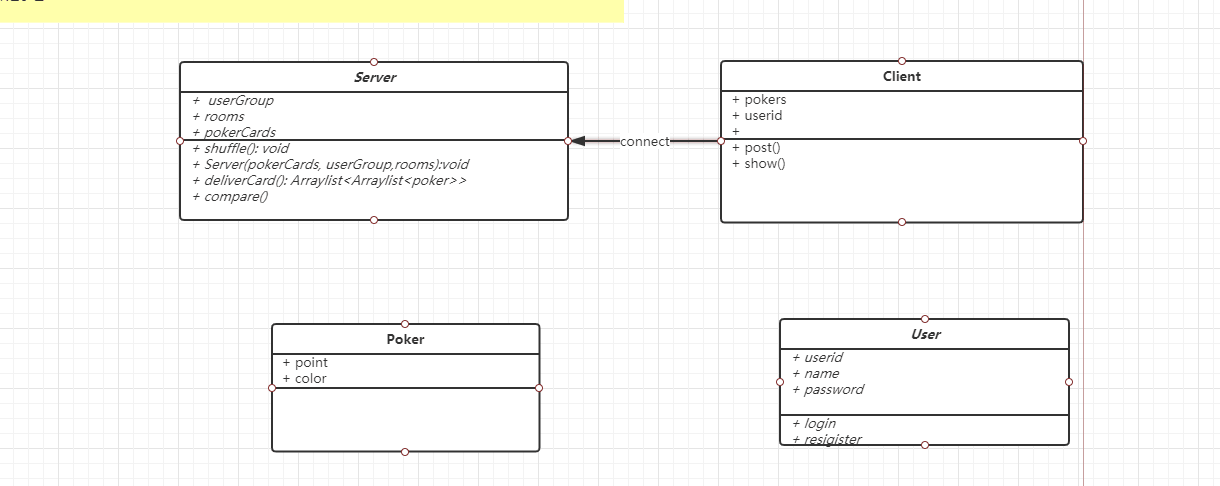 Server
+ userGroup
+ rooms
+ pokerCards
+ shuffle(): void
+ Server(pokerCards, userGroup,rooms):void
+ deliverCard(): Arraylist<Arraylist<poker>>
+ compare()
connect
Client
+ pokers
+ userid
+
+ post()
+ show()
Poker
+ point
+ color
User
+ userid
+ name
+ password
+ login
+ resigister